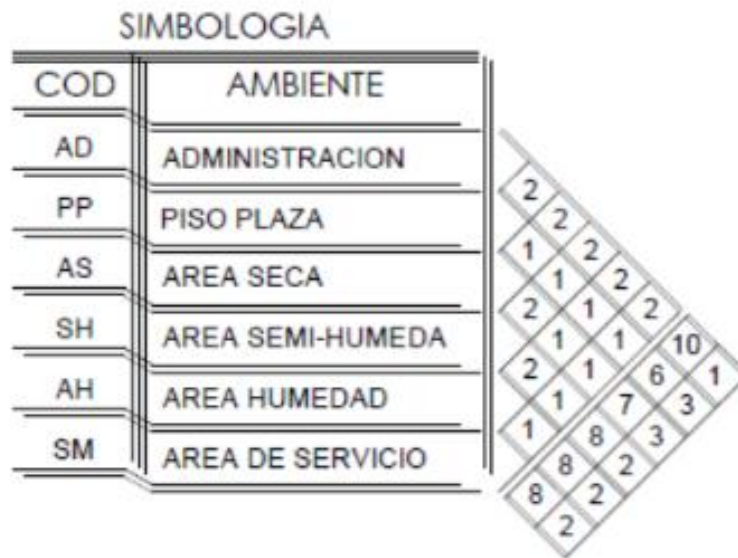 SIMBOLOGIA
COD AMBIENTE
AD ADMINISTRACION
PP PISO PLAZA
AS AREA SECA
SH AREA SEMI-HUMEDA
AH AREA HUMEDAD
SM AREA DE SERVICIO
2
2
1 2
1 2
2 1 2
1 1 10
2 1 6 1
1 7 3
1 8 3
8 2
8 2
2